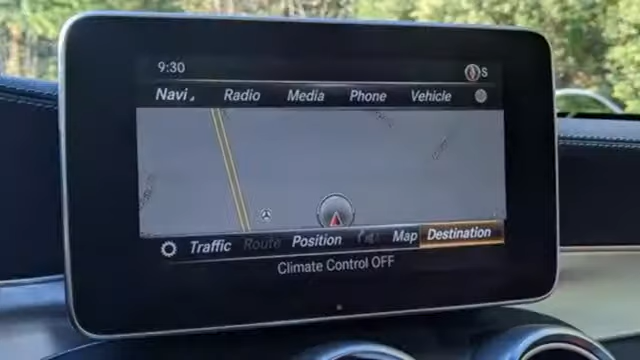 9:30 S
Navi Radio Media Phone Vehicle
Traffic Route Position Map Destination
Climate Control OFF